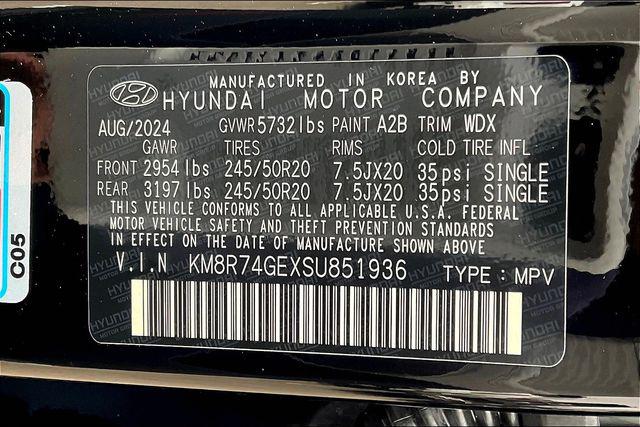 MANUFACTURED IN KOREA BY
HYUNDAI MOTOR COMPANY
AUG/2024 GVWR 5732 lbs PAINT A2B TRIM WDX
GAWR TIRES RIMS COLD TIRE INFL
FRONT 2954 lbs 245/50R20 7.5JX20 35psi SINGLE
REAR 3197 lbs 245/50R20 7.5JX20 35psi SINGLE
THIS VEHICLE CONFORMS TO ALL APPLICABLE U.S.A. FEDERAL
MOTOR VEHICLE SAFETY AND THEFT PREVENTION STANDARDS
IN EFFECT ON THE DATE OF MANUFACTURE SHOWN ABOVE
V.I.N KM8R74GEXSU851936 TYPE : MPV
C05